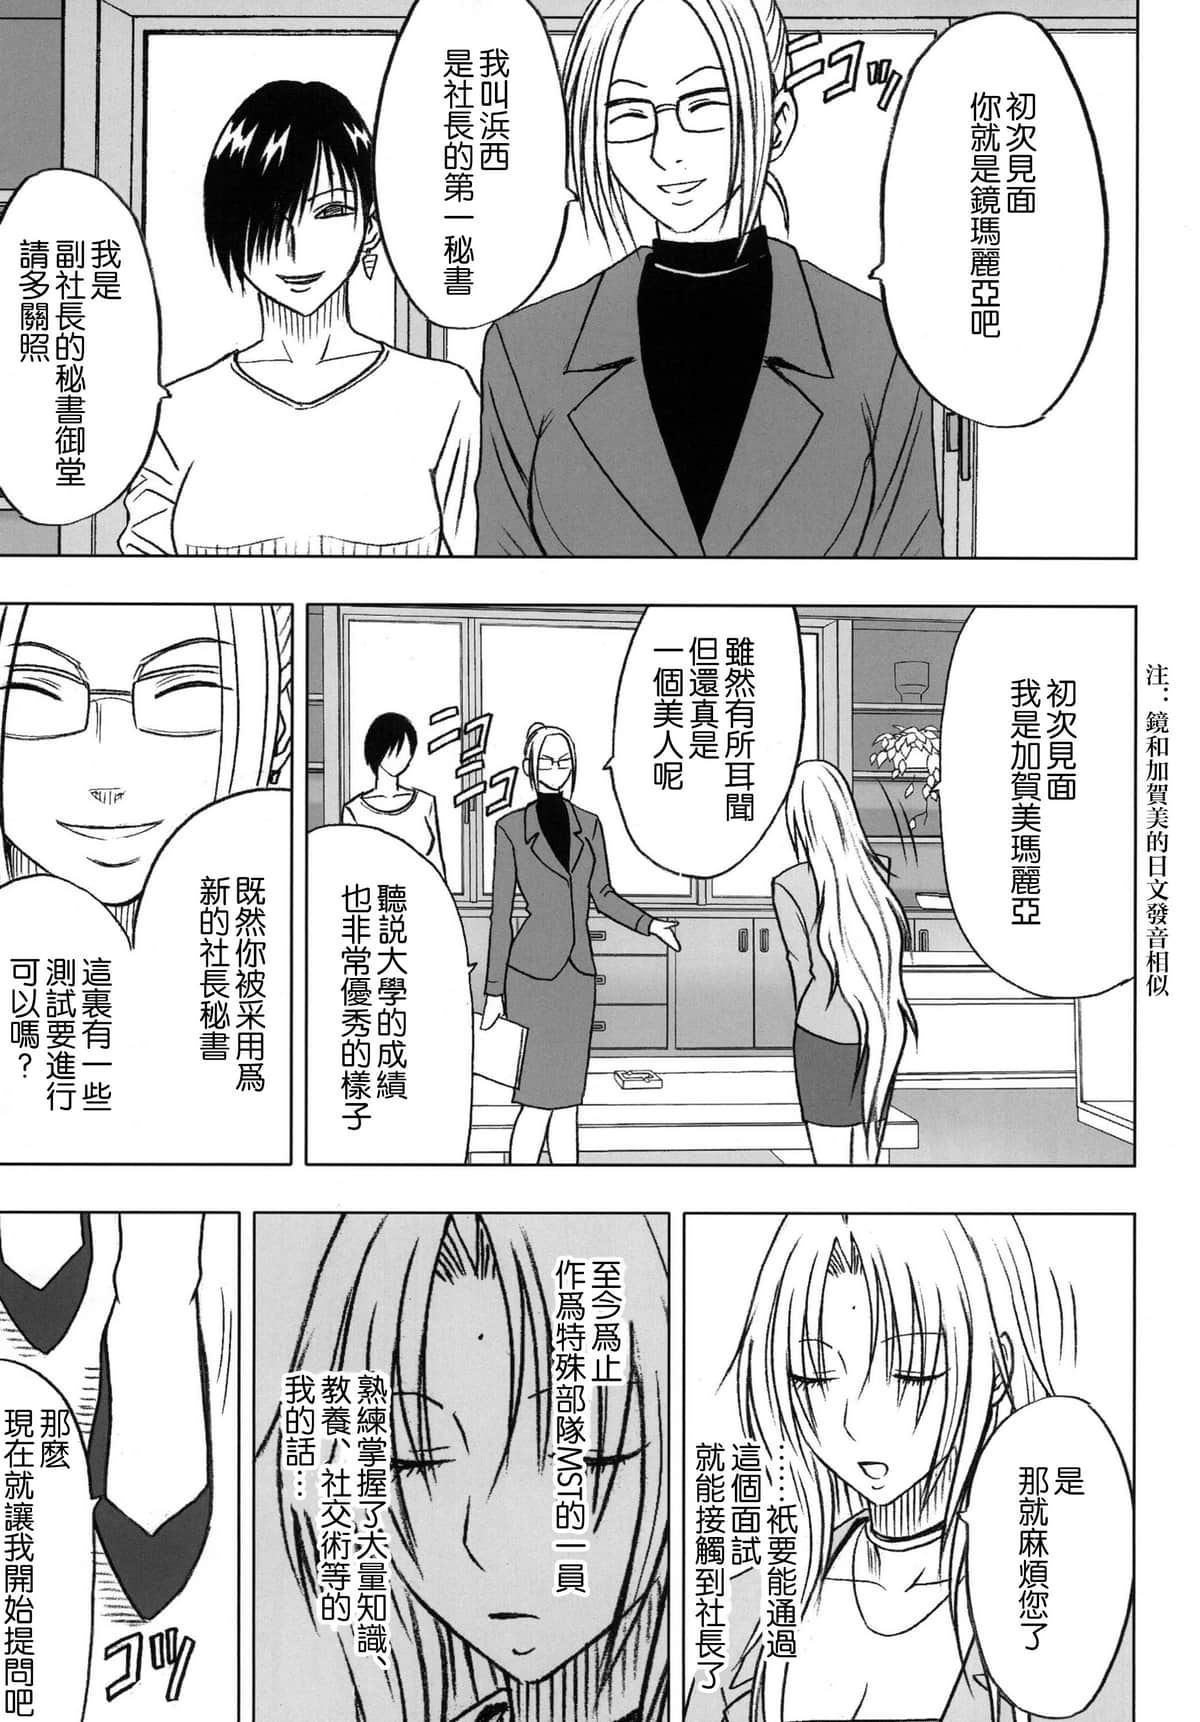 初次見面
你就是鏡瑪麗亞吧
ニコッ
我叫浜西
是社長的第一秘書
我是
副社長的秘書御堂
請多關照
注：鏡和加賀美的日文發音相似
初次見面
我是加賀美瑪麗亞
雖然有所耳聞
但還真是
一個美人呢
ニコニコ
聽説大學的成績
也非常優秀的樣子
既然你被采用爲
新的社長秘書
這裏有一些
測試要進行
可以嗎？
是
那就麻煩您了
……衹要能通過
這個面試
就能接觸到社長了
至今爲止
作爲特殊部隊MST的一員
熟練掌握了大量知識、
教養、社交術等的
我的話…
コツ
那麽
現在就讓我開始提問吧